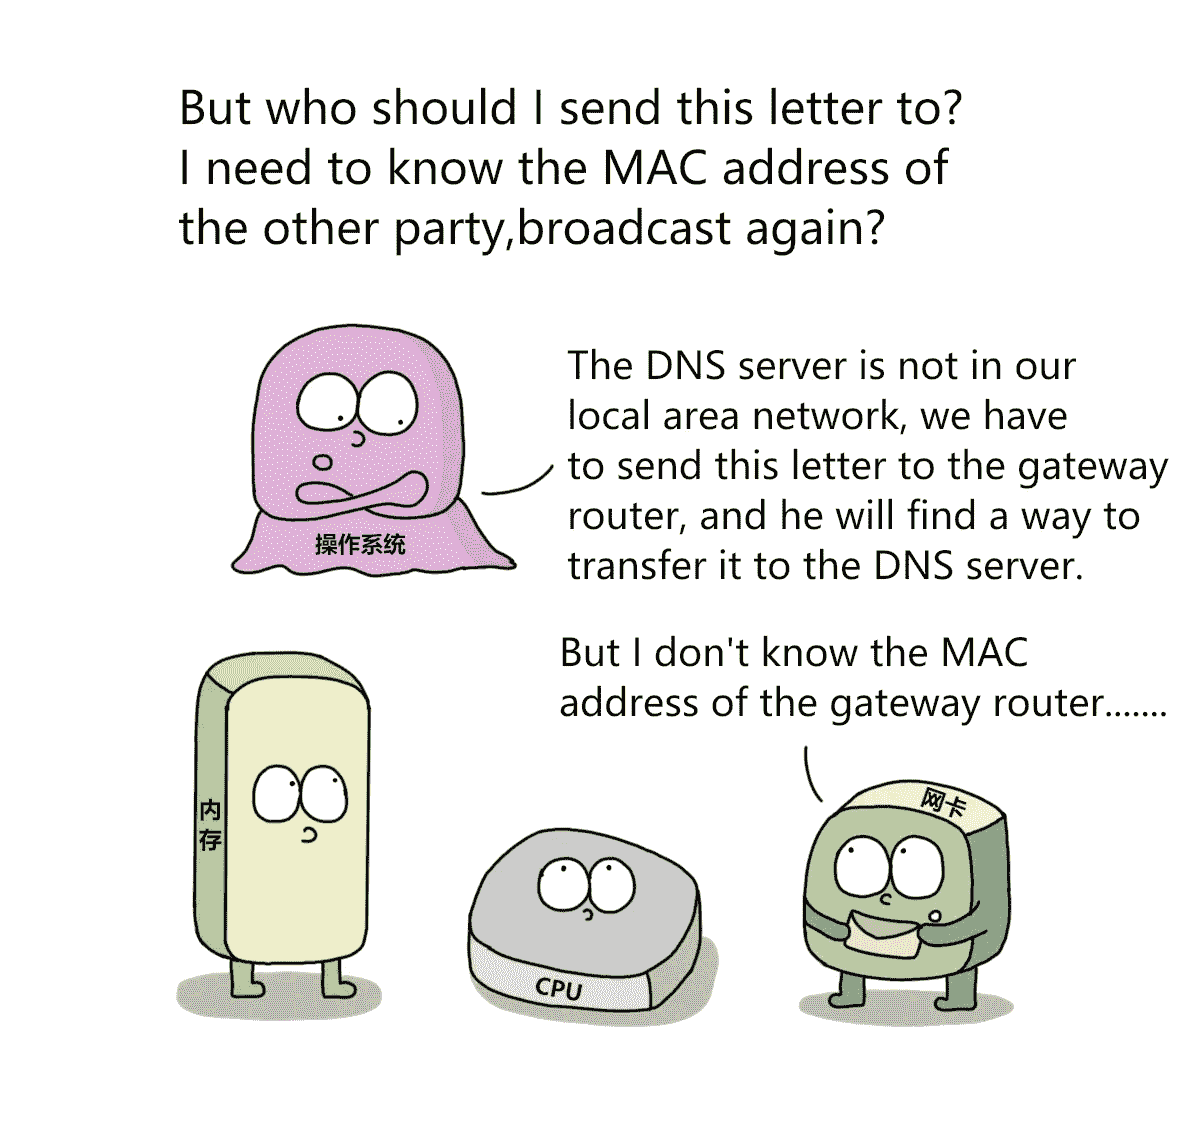 But who should I send this letter to?
I need to know the MAC address of
the other party,broadcast again?
The DNS server is not in our
local area network, we have
to send this letter to the gateway
router, and he will find a way to
transfer it to the DNS server.
操作系统
But I don't know the MAC
address of the gateway router.......
内
存
CPU
网卡